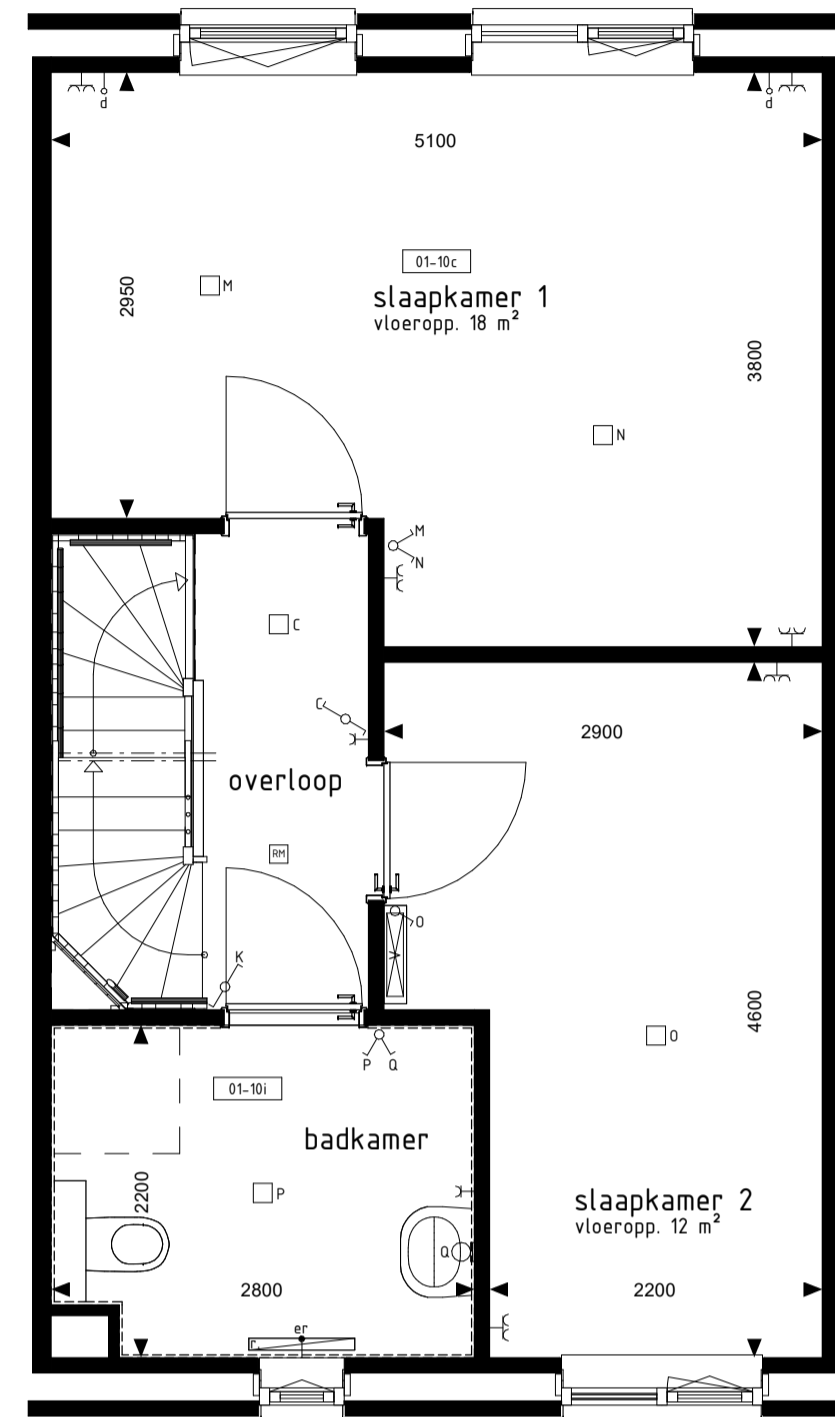 d
d
5100
01-10c
2950
M
slaapkamer 1
vloeropp. 18 m²
3800
N
M
N
C
C
2900
overloop
RM
O
V
K
4600
O
P Q
01-10i
badkamer
2200
P
slaapkamer 2
vloeropp. 12 m²
Q
2800
2200
er
r.